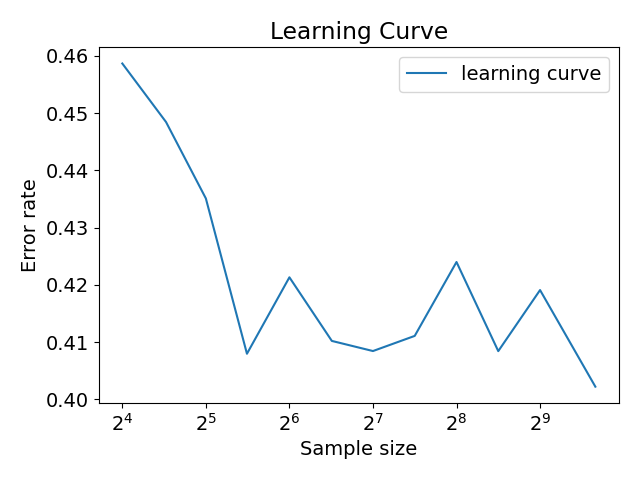 Learning Curve
learning curve
0.46
0.45
0.44
0.43
0.42
0.41
0.40
Error rate
2⁴ 2⁵ 2⁶ 2⁷ 2⁸ 2⁹
Sample size